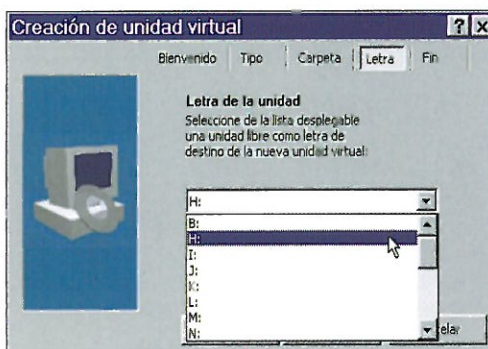 Creación de unidad virtual
Bienvenido Tipo Carpeta Letra Fin
Letra de la unidad
Seleccione de la lista desplegable
una unidad libre como letra de
destino de la nueva unidad virtual:
H:
B:
H:
I:
J:
K:
L:
M:
N: